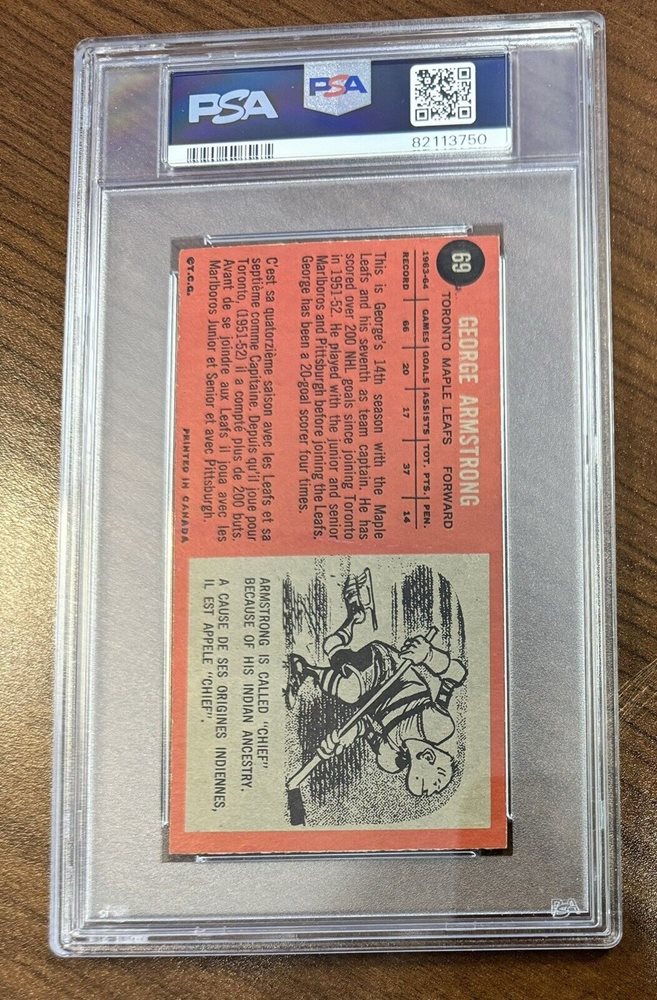 PSA
PSA
82113750
69
GEORGE ARMSTRONG
TORONTO MAPLE LEAFS FORWARD
1963-64 GAMES GOALS ASSISTS TOT. PTS. PEN.
RECORD 66 20 17 37 14
This is George's 14th season with the Maple
Leafs and his seventh as team captain. He has
scored over 200 NHL goals since joining Toronto
in 1951-52. He played with the junior and senior
Marlboros and Pittsburgh before joining the Leafs.
George has been a 20-goal scorer four times.
C'est sa quatorzième saison avec les Leafs et sa
septième comme Capitaine. Depuis qu'il joue pour
Toronto, (1951-52) il a compté plus de 200 buts.
Avant de se joindre aux Leafs il joua avec les
Marlboros Junior et Senior et avec Pittsburgh.
©T.C.G. PRINTED IN CANADA
ARMSTRONG IS CALLED "CHIEF"
BECAUSE OF HIS INDIAN ANCESTRY.
A CAUSE DE SES ORIGINES INDIENNES,
IL EST APPELE "CHIEF".
PSA